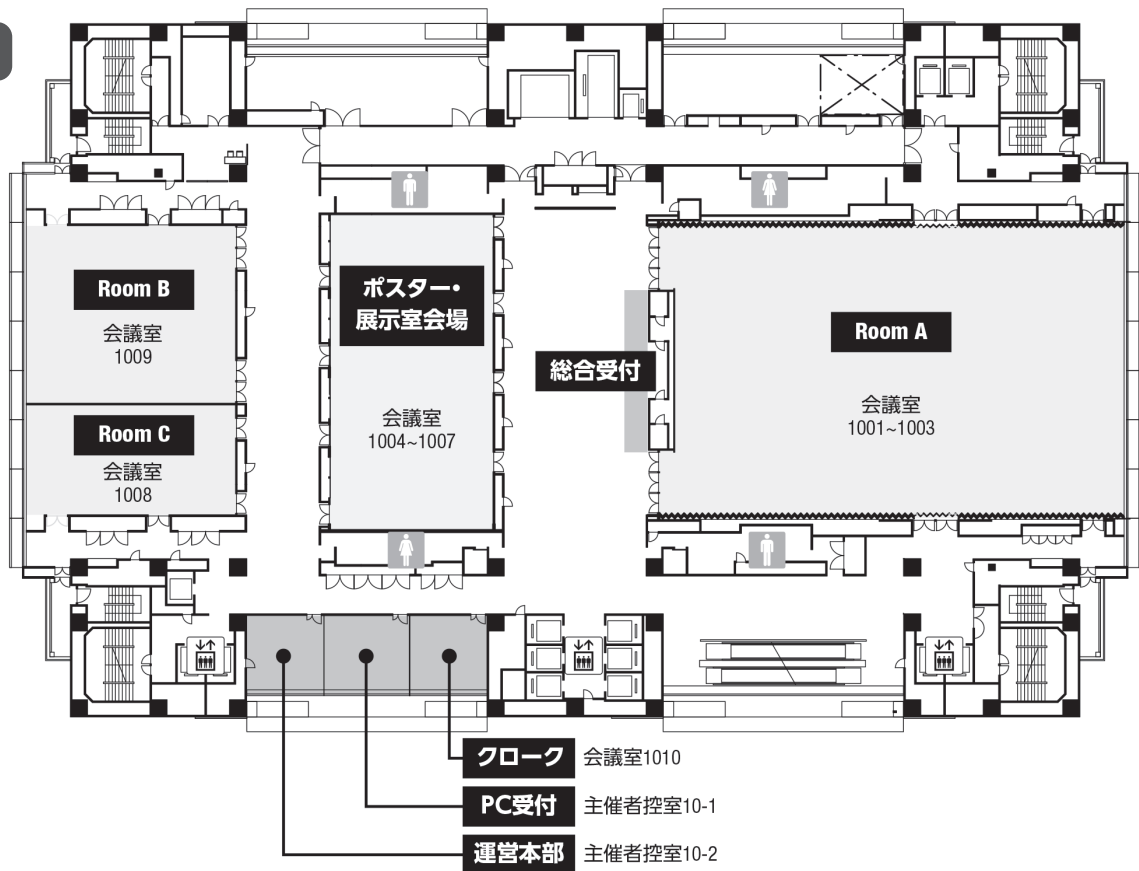 Room B
会議室
1009
Room C
会議室
1008
ポスター・
展示室会場
会議室
1004~1007
総合受付
Room A
会議室
1001~1003
クローク 会議室1010
PC受付 主催者控室10-1
運営本部 主催者控室10-2